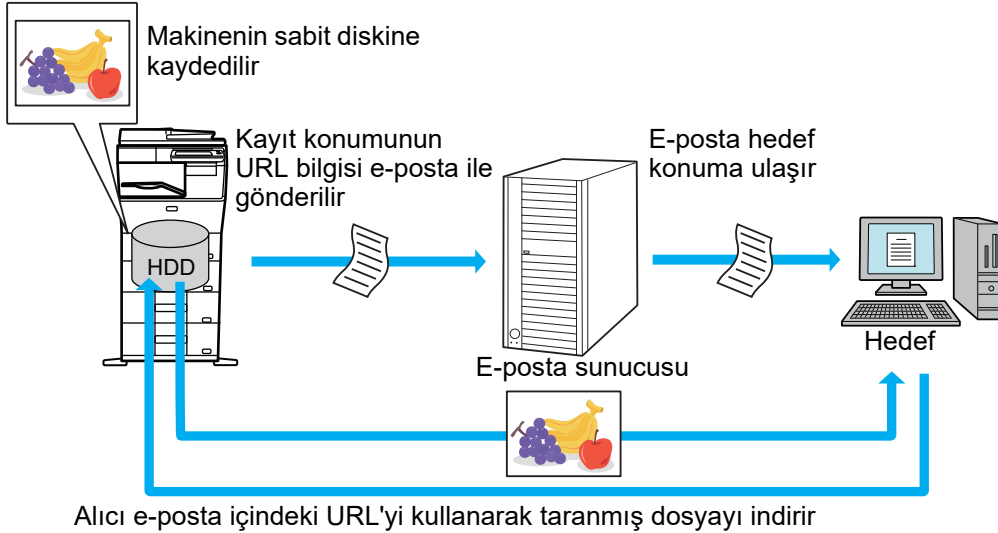 Makinenin sabit diskine
kaydedilir
Kayıt konumunun
URL bilgisi e-posta ile
gönderilir
E-posta hedef
konuma ulaşır
HDD
Hedef
E-posta sunucusu
Alıcı e-posta içindeki URL'yi kullanarak taranmış dosyayı indirir